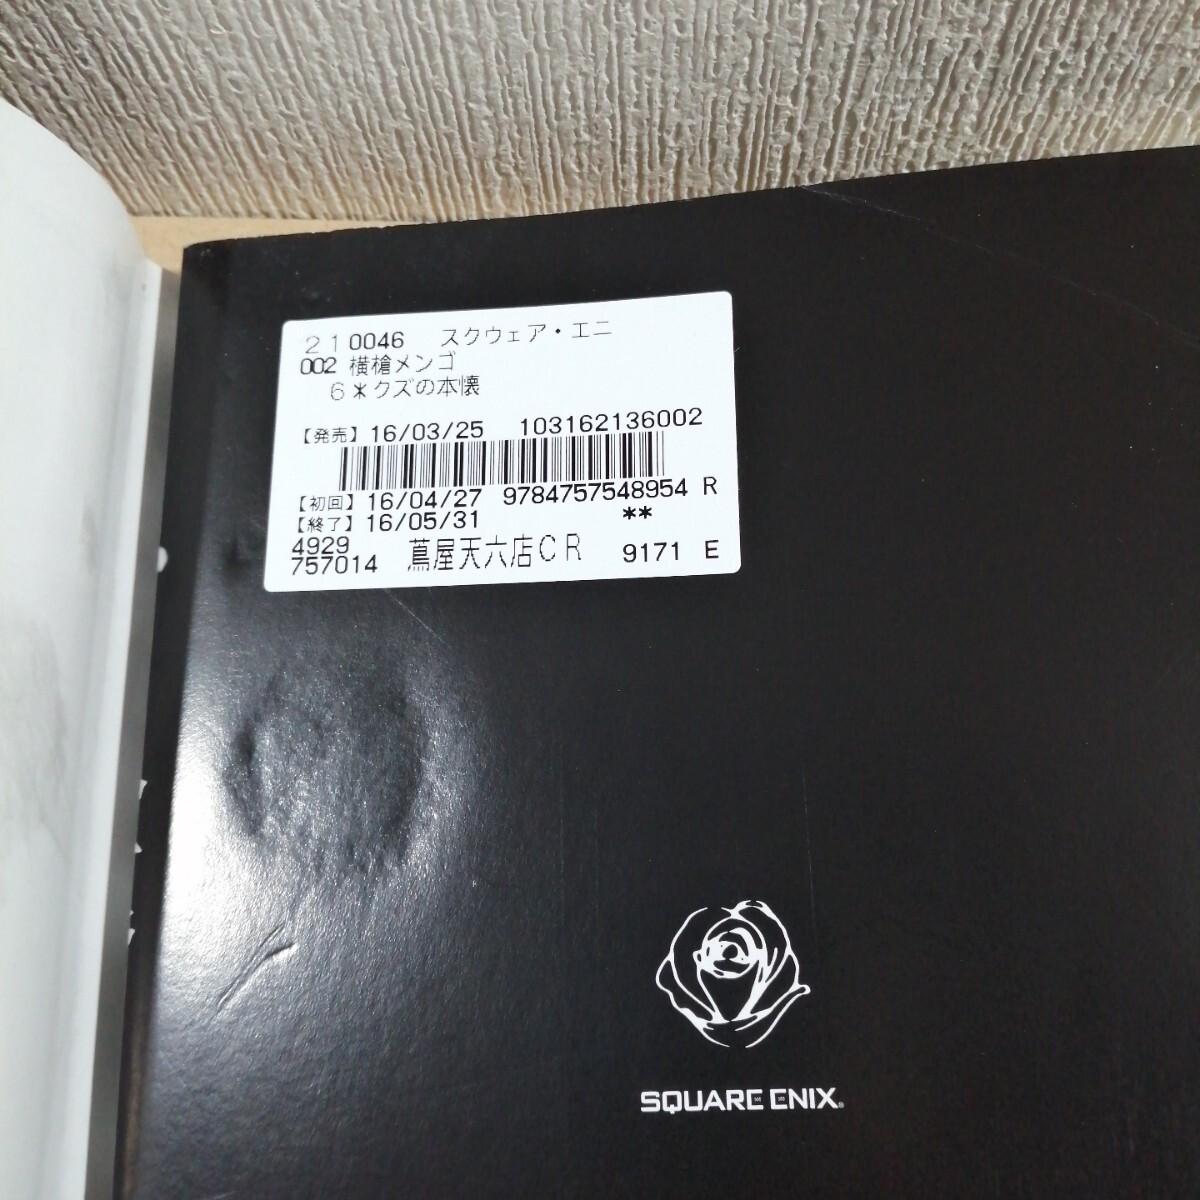 210046 スクウェア・エニ
002 横槍メンゴ
6*クズの本懐
【発売】16/03/25 103162136002
【初回】16/04/27 9784757548954 R
【終了】16/05/31 **
4929
757014 蔦屋天六店CR 9171 E
SQUARE ENIX.